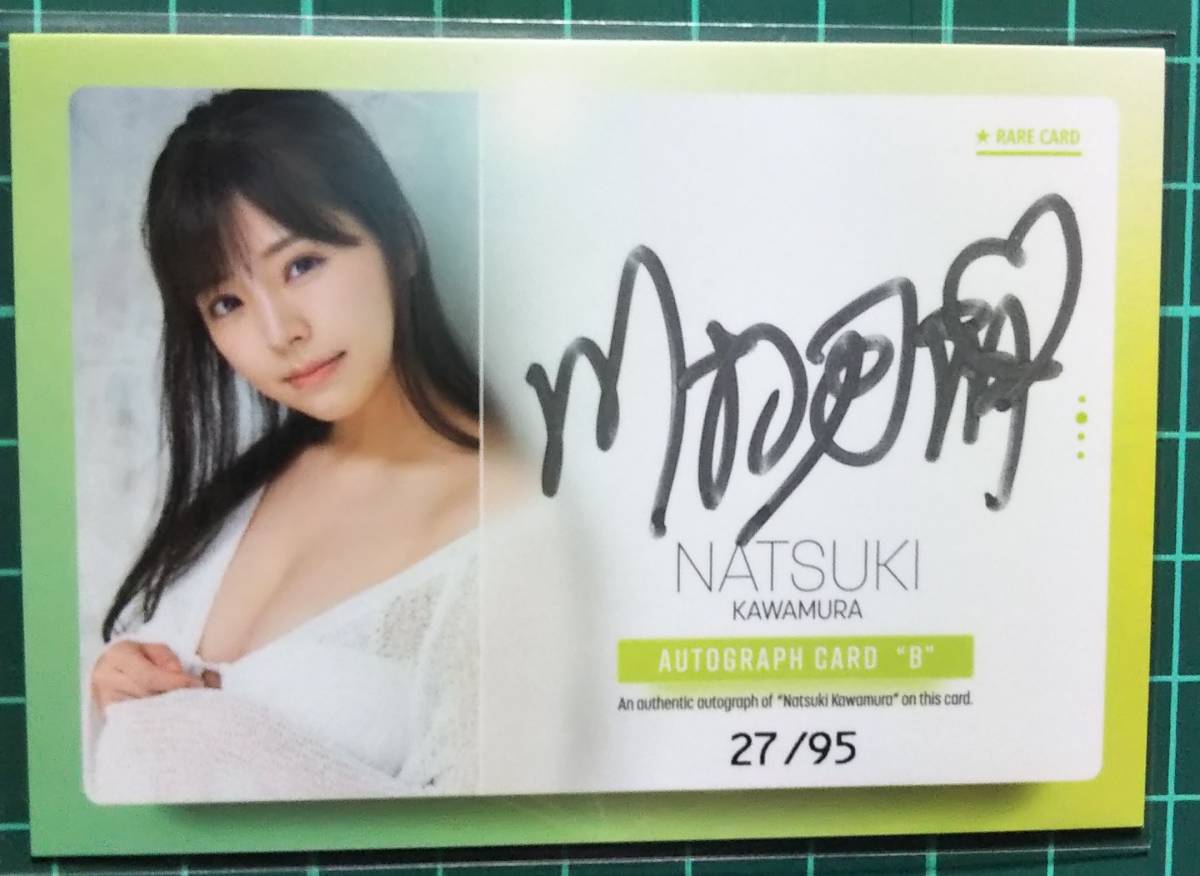 ★ RARE CARD
NATSUKI
KAWAMURA
AUTOGRAPH CARD “B”
An authentic autograph of “Natsuki Kawamura” on this card.
27/95